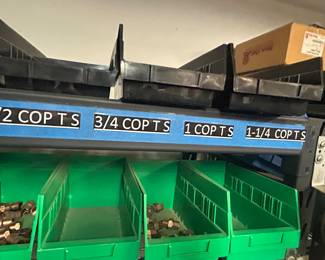 /2 COP T S
3/4 COP T S
1 COP T S
1-1/4 COP T S